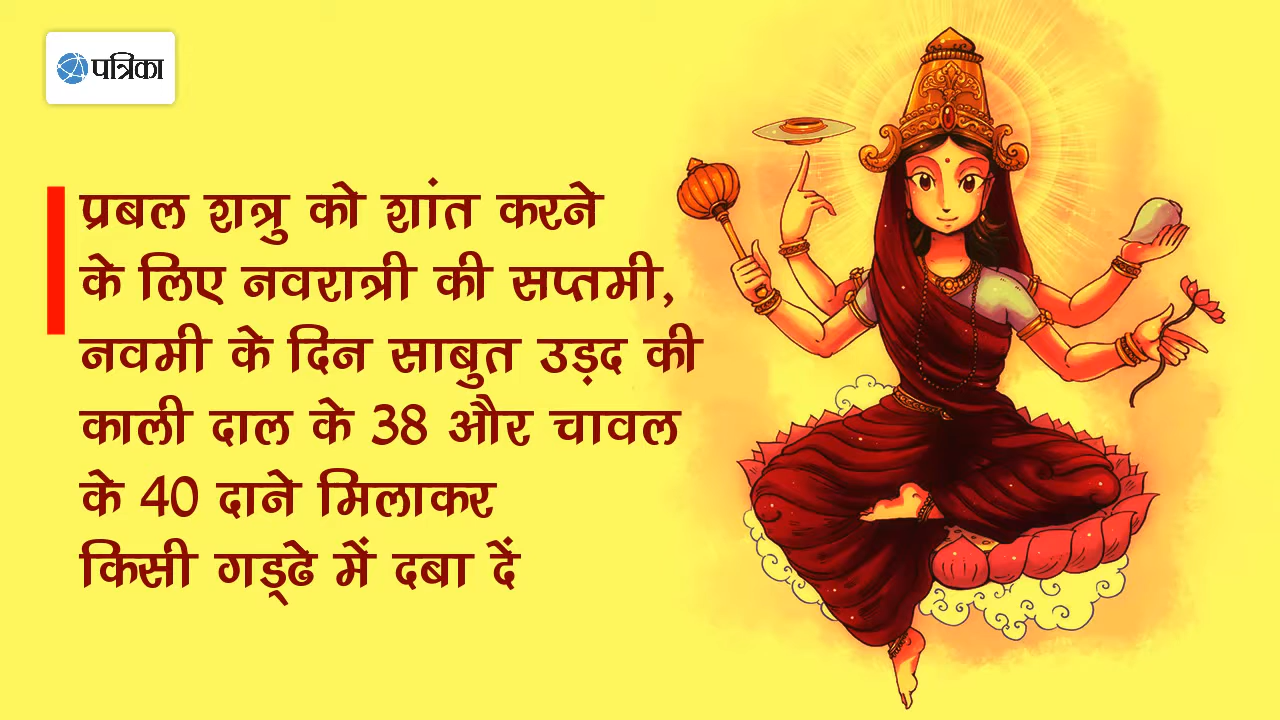 पत्रिका
प्रबल शत्रु को शांत करने
के लिए नवरात्री की सप्तमी,
नवमी के दिन साबुत उड़द की
काली दाल के 38 और चावल
के 40 दाने मिलाकर
किसी गड्ढे में दबा दें